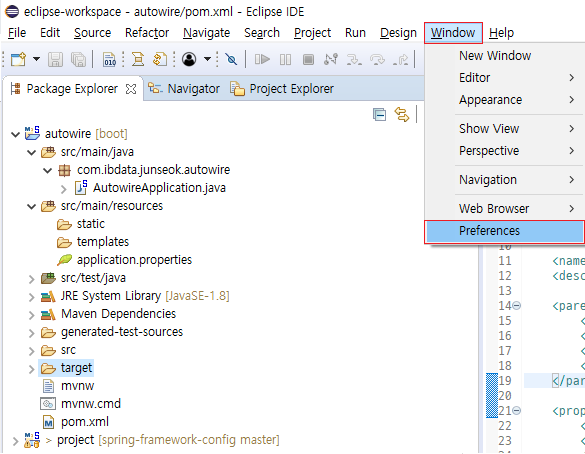 eclipse-workspace - autowire/pom.xml - Eclipse IDE
File Edit Source Refactor Navigate Search Project Run Design Window Help
010
Package Explorer Navigator Project Explorer
New Window
Editor
Appearance
Show View
Perspective
Navigation
Web Browser
Preferences
autowire [boot]
src/main/java
com.ibdata.junseok.autowire
AutowireApplication.java
src/main/resources
static
templates
application.properties
src/test/java
JRE System Library [JavaSE-1.8]
Maven Dependencies
generated-test-sources
src
target
mvnw
mvnw.cmd
pom.xml
> project [spring-framework-config master]
10
11 <name
12 <desc
13
14 <pare
15 <
16 <
17 <
18 <
19 </par
20
21 <prop
22 <
23 <